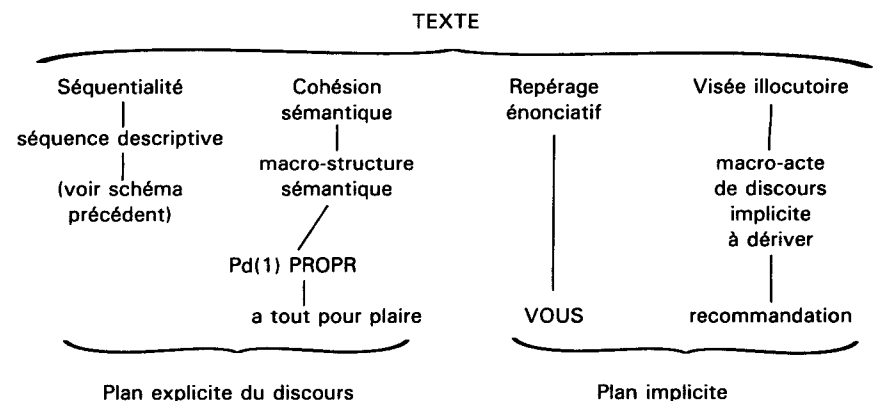 TEXTE
Séquentialité
séquence descriptive
(voir schéma
précédent)
Cohésion
sémantique
macro-structure
sémantique
Pd(1) PROPR
a tout pour plaire
Repérage
énonciatif
VOUS
Visée illocutoire
macro-acte
de discours
implicite
à dériver
recommandation
Plan explicite du discours
Plan implicite